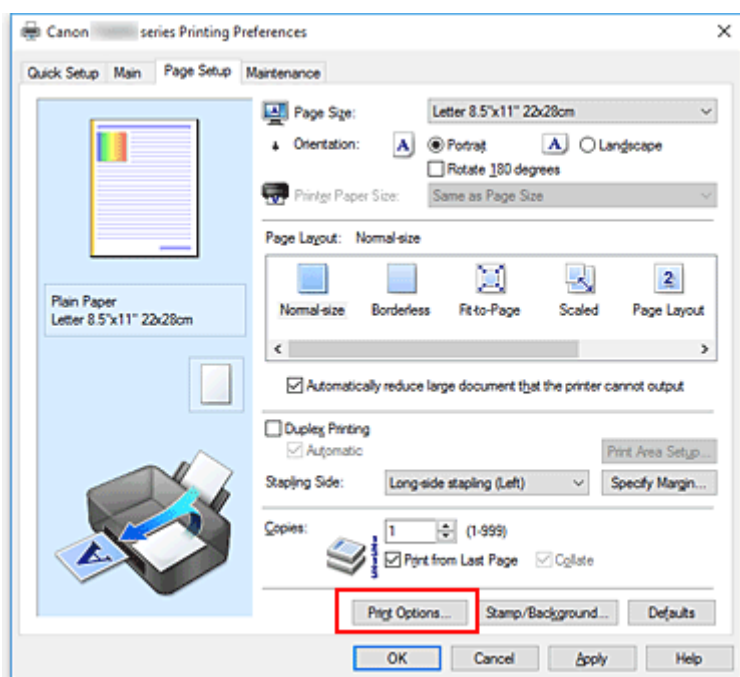 Canon series Printing Preferences
Quick Setup Main Page Setup Maintenance
Page Size: Letter 8.5"x11" 22x28cm
Orientation: A Portrait A Landscape
Rotate 180 degrees
Printer Paper Size: Same as Page Size
Page Layout: Normal-size
2
Normal-size Borderless Fit-to-Page Scaled Page Layout
Plain Paper
Letter 8.5"x11" 22x28cm
Automatically reduce large document that the printer cannot output
Duplex Printing
Automatic
Print Area Setup...
Stapling Side: Long-side stapling (Left) Specify Margin...
Copies: 1 (1-999)
Print from Last Page Collate
A
Print Options... Stamp/Background... Defaults
OK Cancel Apply Help